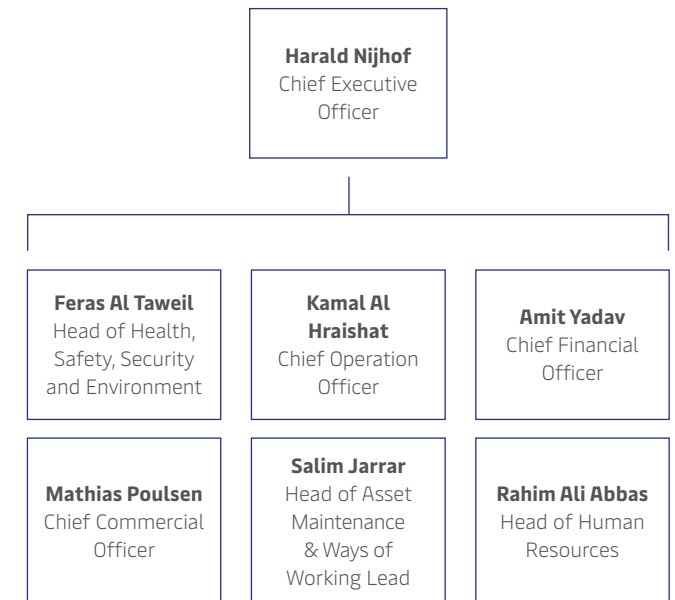 Harald Nijhof
Chief Executive
Officer
Feras Al Taweil
Head of Health,
Safety, Security
and Environment
Kamal Al
Hraishat
Chief Operation
Officer
Amit Yadav
Chief Financial
Officer
Mathias Poulsen
Chief Commercial
Officer
Salim Jarrar
Head of Asset
Maintenance
& Ways of
Working Lead
Rahim Ali Abbas
Head of Human
Resources